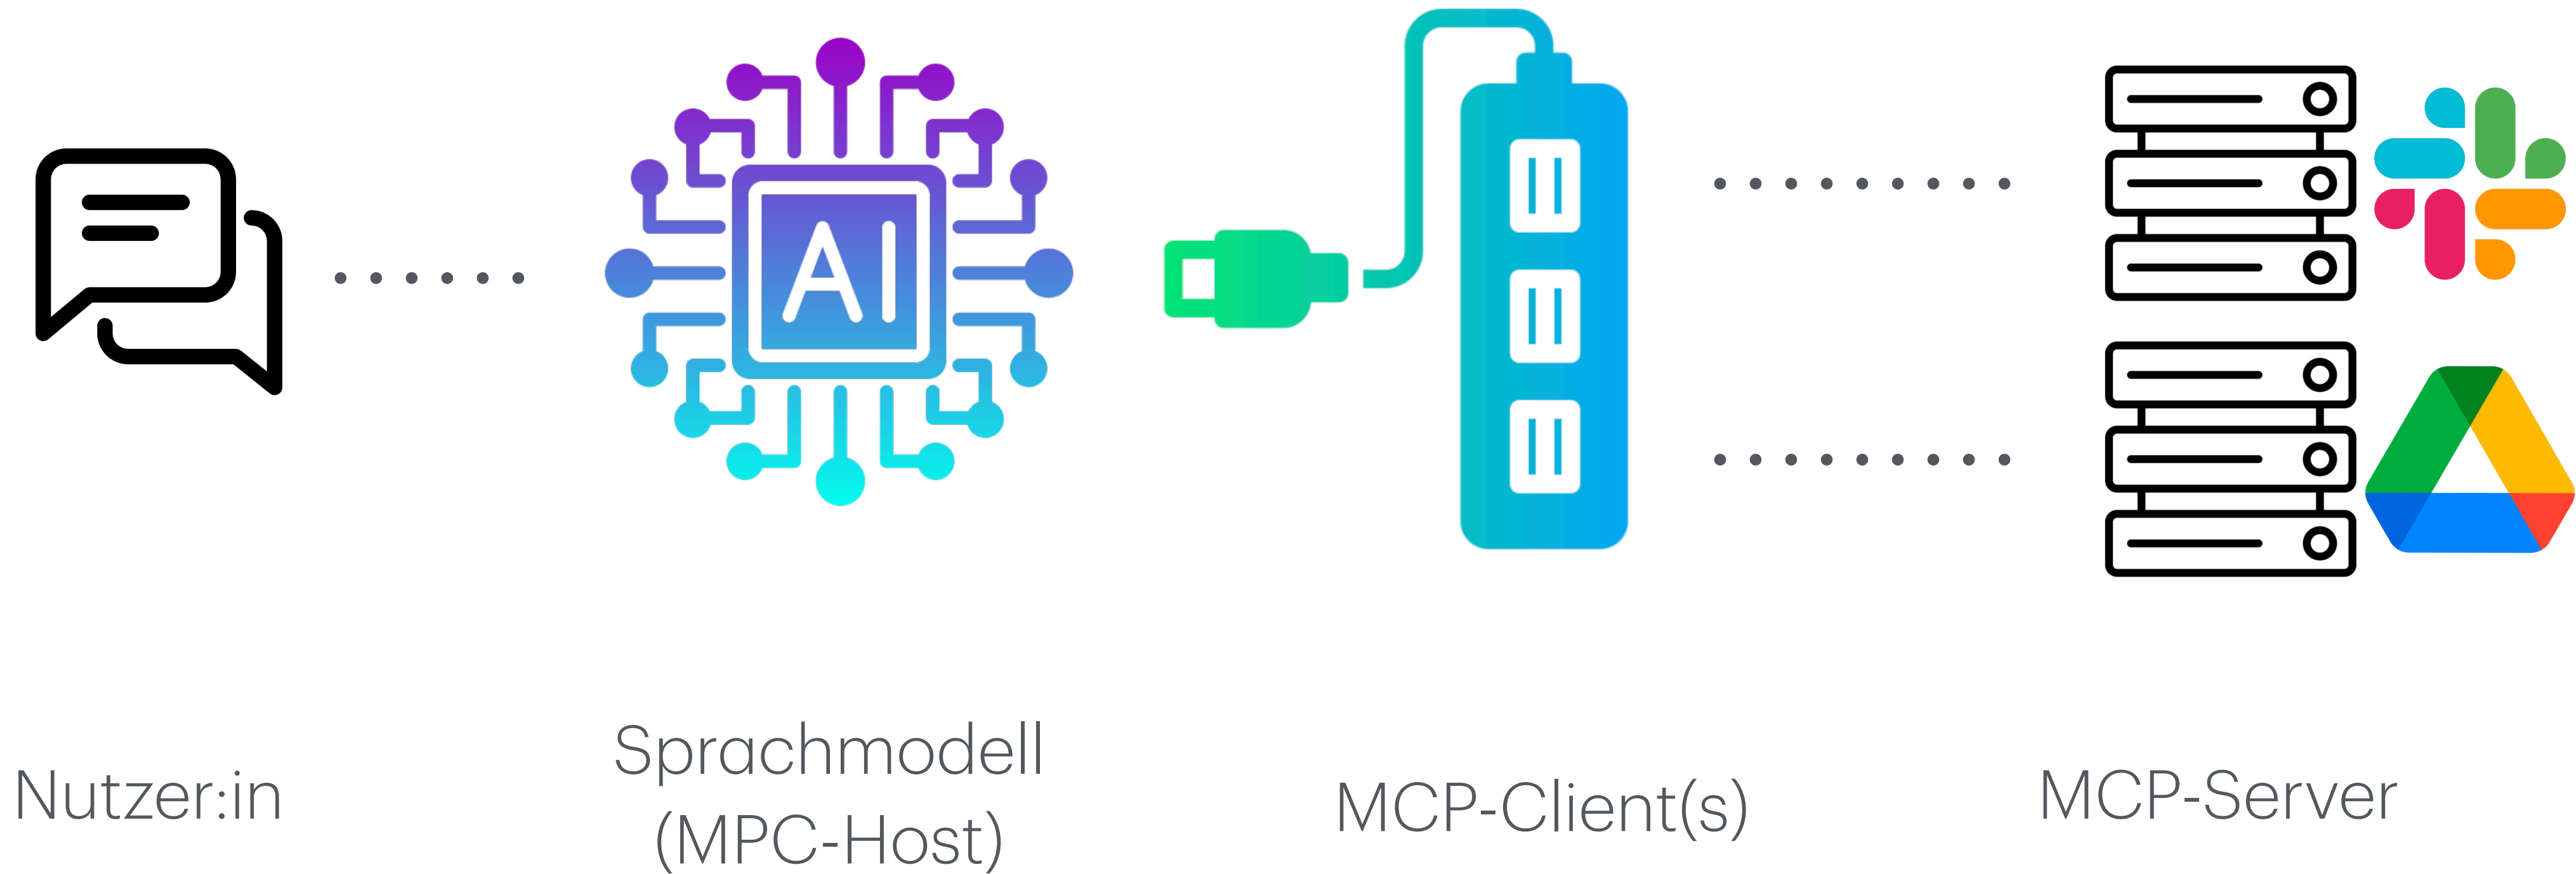 AI
Nutzer:in
Sprachmodell
(MPC-Host)
MCP-Client(s)
MCP-Server